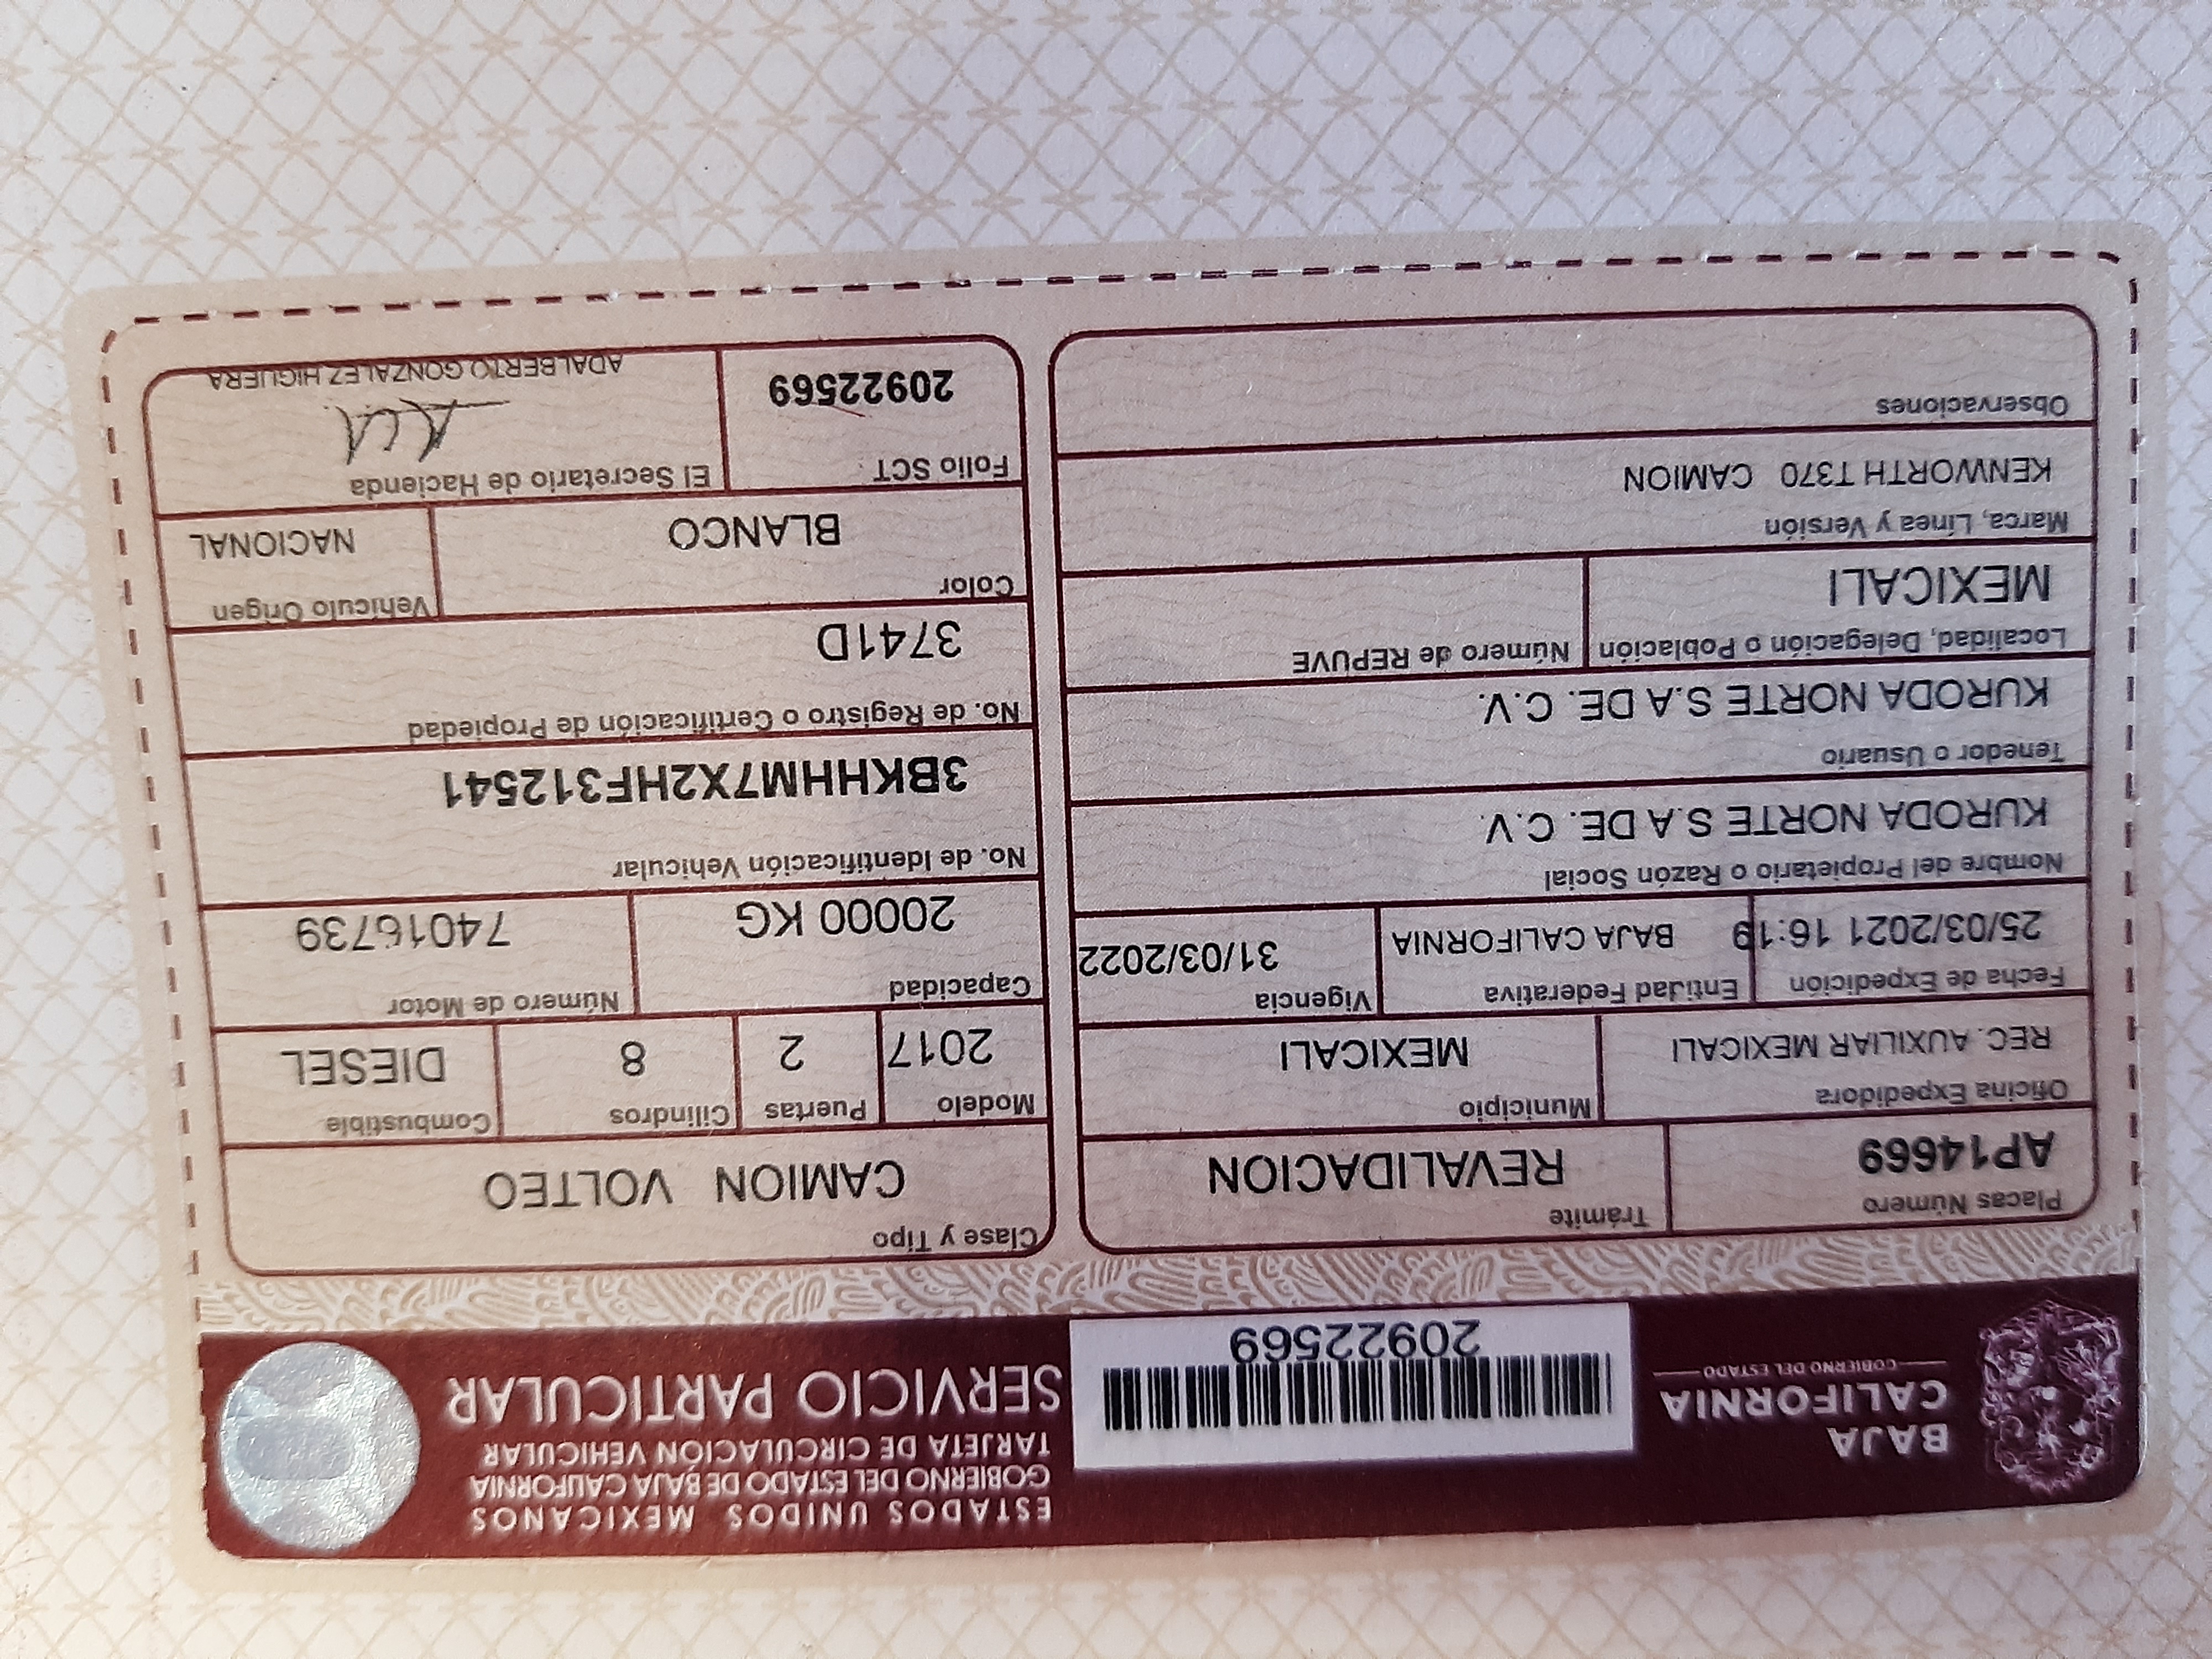 BAJA
CALIFORNIA
GOBIERNO DEL ESTADO
20922569
ESTADOS UNIDOS MEXICANOS
GOBIERNO DEL ESTADO DE BAJA CALIFORNIA
TARJETA DE CIRCULACIÓN VEHICULAR
SERVICIO PARTICULAR
Placas Número
AP14669
Trámite
REVALIDACION
Oficina Expedidora
REC. AUXILIAR MEXICALI
Municipio
MEXICALI
Fecha de Expedición
25/03/2021 16:19
Entidad Federativa
BAJA CALIFORNIA
Vigencia
31/03/2022
Nombre del Propietario o Razón Social
KURODA NORTE S.A DE. C.V.
Tenedor o Usuario
KURODA NORTE S.A DE. C.V.
Localidad, Delegación o Población
MEXICALI
Número de REPUVE
Marca, Línea y Versión
KENWORTH T370 CAMION
Observaciones
Clase y Tipo
CAMION VOLTEO
Modelo
2017
Puertas
2
Cilindros
8
Combustible
DIESEL
Capacidad
20000 KG
Número de Motor
74016739
No. de Identificación Vehicular
3BKHHM7X2HF312541
No. de Registro o Certificación de Propiedad
3741D
Color
BLANCO
Vehículo Origen
NACIONAL
Folio SCT
20922569
El Secretario de Hacienda
ADALBERTO GONZALEZ HIGUERA